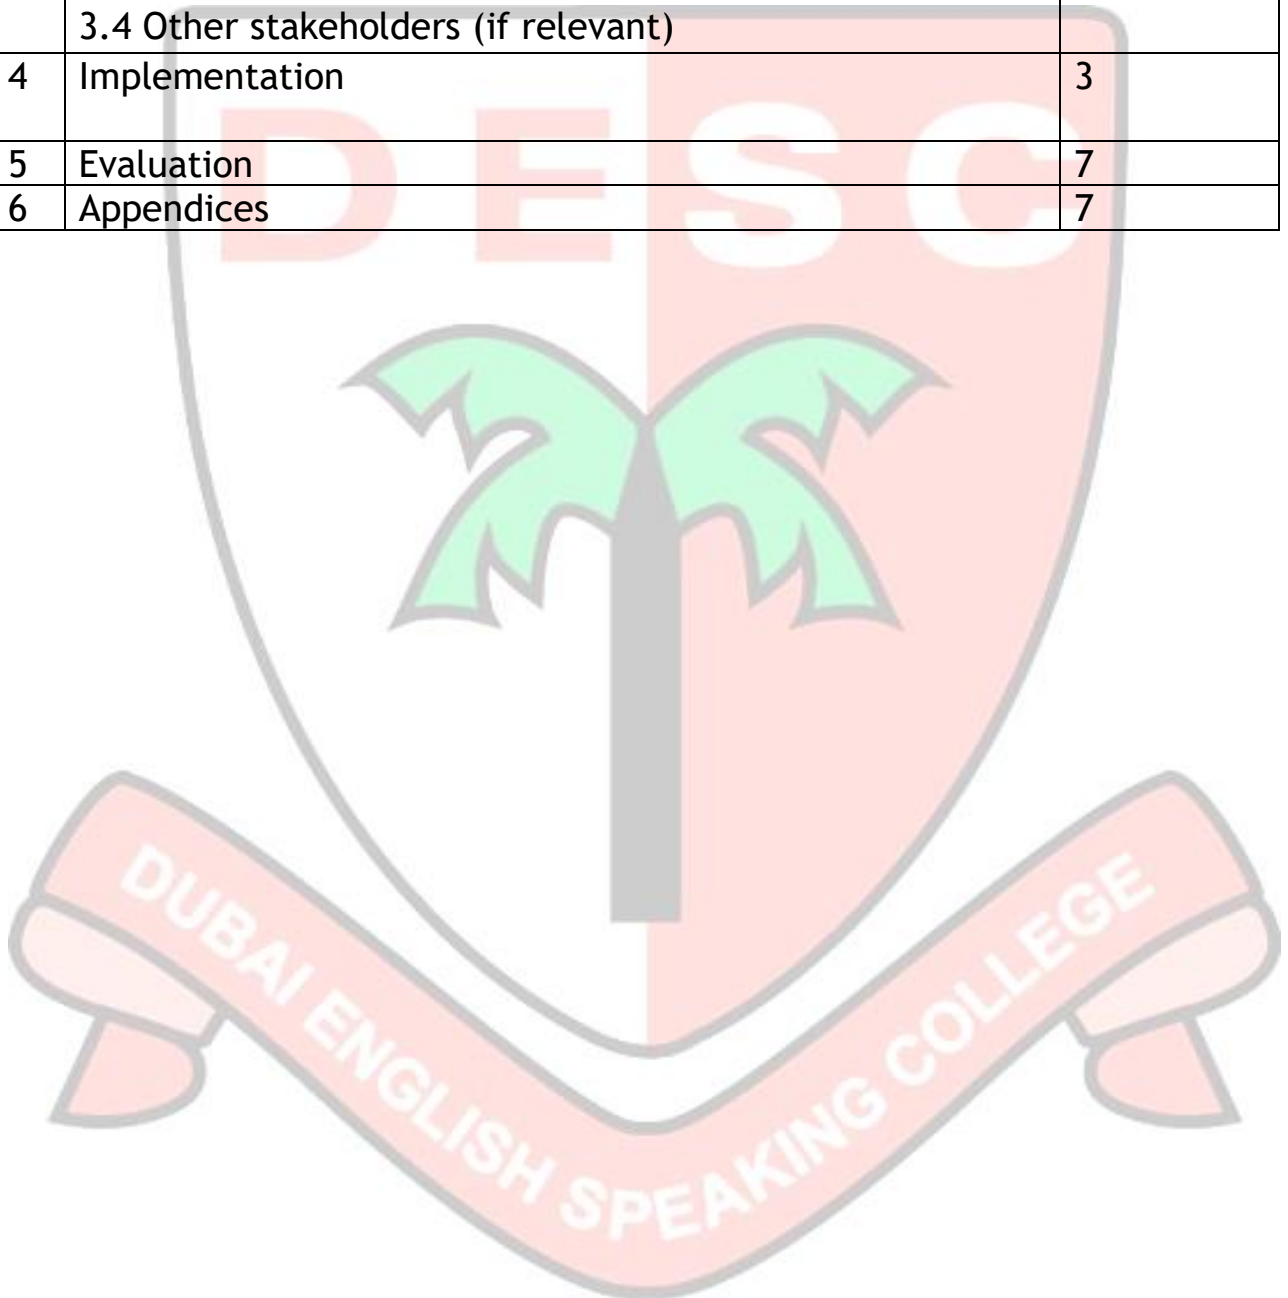 3.4 Other stakeholders (if relevant)
4 Implementation 3
5 Evaluation 7
6 Appendices 7
DESC
DUBAI ENGLISH SPEAKING COLLEGE